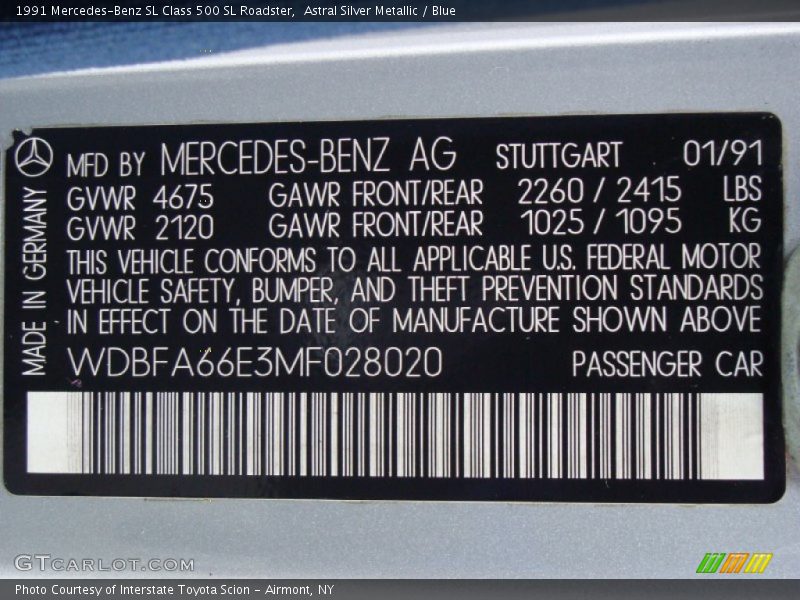 1991 Mercedes-Benz SL Class 500 SL Roadster, Astral Silver Metallic / Blue
MFD BY MERCEDES-BENZ AG STUTTGART 01/91
GVWR 4675 GAWR FRONT/REAR 2260 / 2415 LBS
GVWR 2120 GAWR FRONT/REAR 1025 / 1095 KG
THIS VEHICLE CONFORMS TO ALL APPLICABLE U.S. FEDERAL MOTOR
VEHICLE SAFETY, BUMPER, AND THEFT PREVENTION STANDARDS
IN EFFECT ON THE DATE OF MANUFACTURE SHOWN ABOVE
WDBFA66E3MF028020 PASSENGER CAR
MADE IN GERMANY
GTCARLOT.COM
Photo Courtesy of Interstate Toyota Scion - Airmont, NY